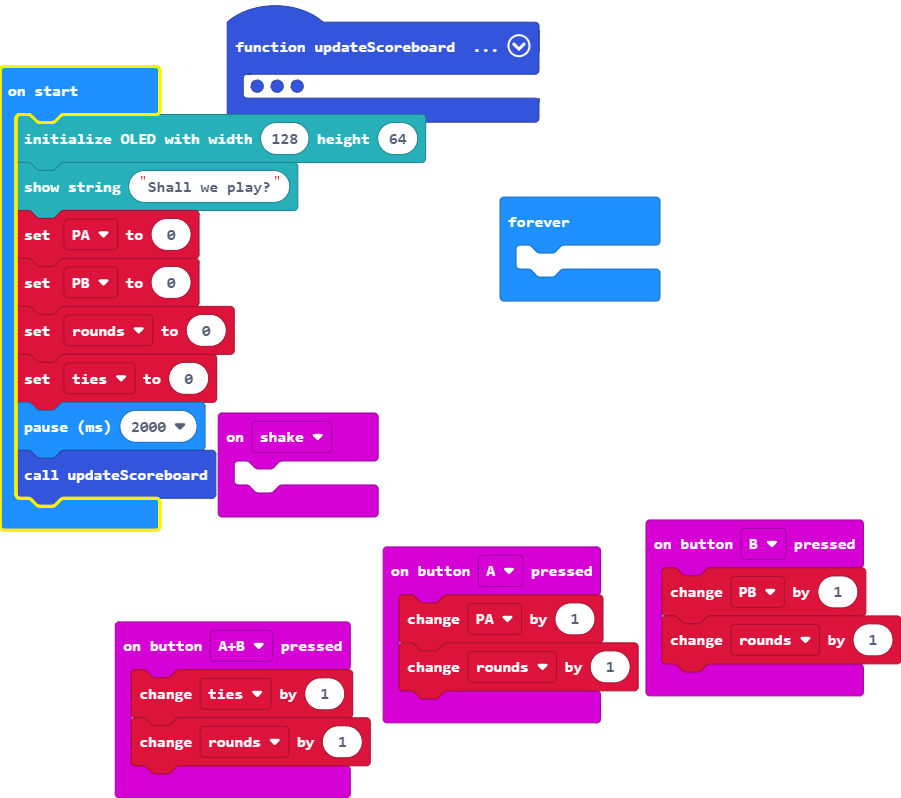 function updateScoreboard ...
on start
initialize OLED with width 128 height 64
show string "Shall we play?"
set PA to 0
set PB to 0
set rounds to 0
set ties to 0
pause (ms) 2000
call updateScoreboard
forever
on shake
on button A+B pressed
change ties by 1
change rounds by 1
on button A pressed
change PA by 1
change rounds by 1
on button B pressed
change PB by 1
change rounds by 1